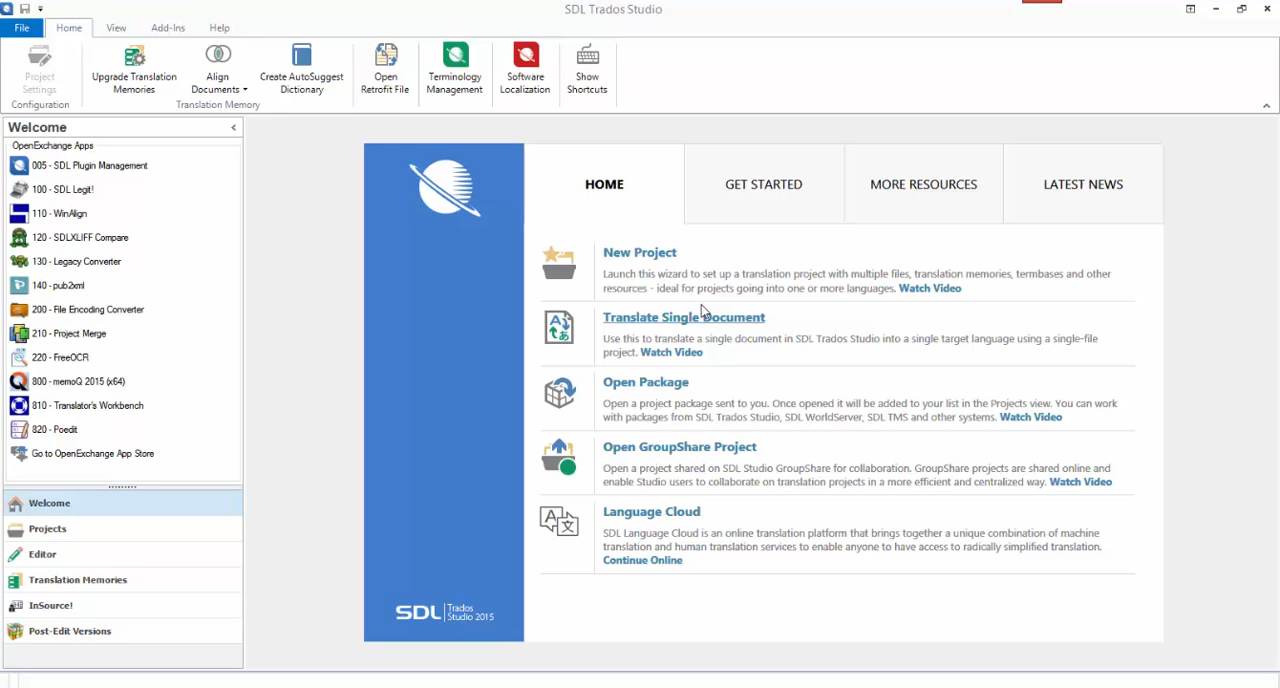 SDL Trados Studio
File Home View Add-Ins Help
Project Settings
Upgrade Translation Memories
Align Documents
Create AutoSuggest Dictionary
Open Retrofit File
Terminology Management
Software Localization
Show Shortcuts
Configuration
Translation Memory
Welcome
OpenExchange Apps
005 - SDL Plugin Management
100 - SDL Legit!
110 - WinAlign
120 - SDLXLIFF Compare
130 - Legacy Converter
140 - pub2xml
200 - File Encoding Converter
210 - Project Merge
220 - FreeOCR
800 - memoQ 2015 (x64)
810 - Translator's Workbench
820 - Poedit
Go to OpenExchange App Store
Welcome
Projects
Editor
Translation Memories
InSource!
Post-Edit Versions
SDL Trados Studio 2015
HOME
GET STARTED
MORE RESOURCES
LATEST NEWS
New Project
Launch this wizard to set up a translation project with multiple files, translation memories, termbases and other
resources - ideal for projects going into one or more languages. Watch Video
Translate Single Document
Use this to translate a single document in SDL Trados Studio into a single target language using a single-file
project. Watch Video
Open Package
Open a project package sent to you. Once opened it will be added to your list in the Projects view. You can work
with packages from SDL Trados Studio, SDL WorldServer, SDL TMS and other systems. Watch Video
Open GroupShare Project
Open a project shared on SDL Studio GroupShare for collaboration. GroupShare projects are shared online and
enable Studio users to collaborate on translation projects in a more efficient and centralized way. Watch Video
Language Cloud
SDL Language Cloud is an online translation platform that brings together a unique combination of machine
translation and human translation services to enable anyone to have access to radically simplified translation.
Continue Online